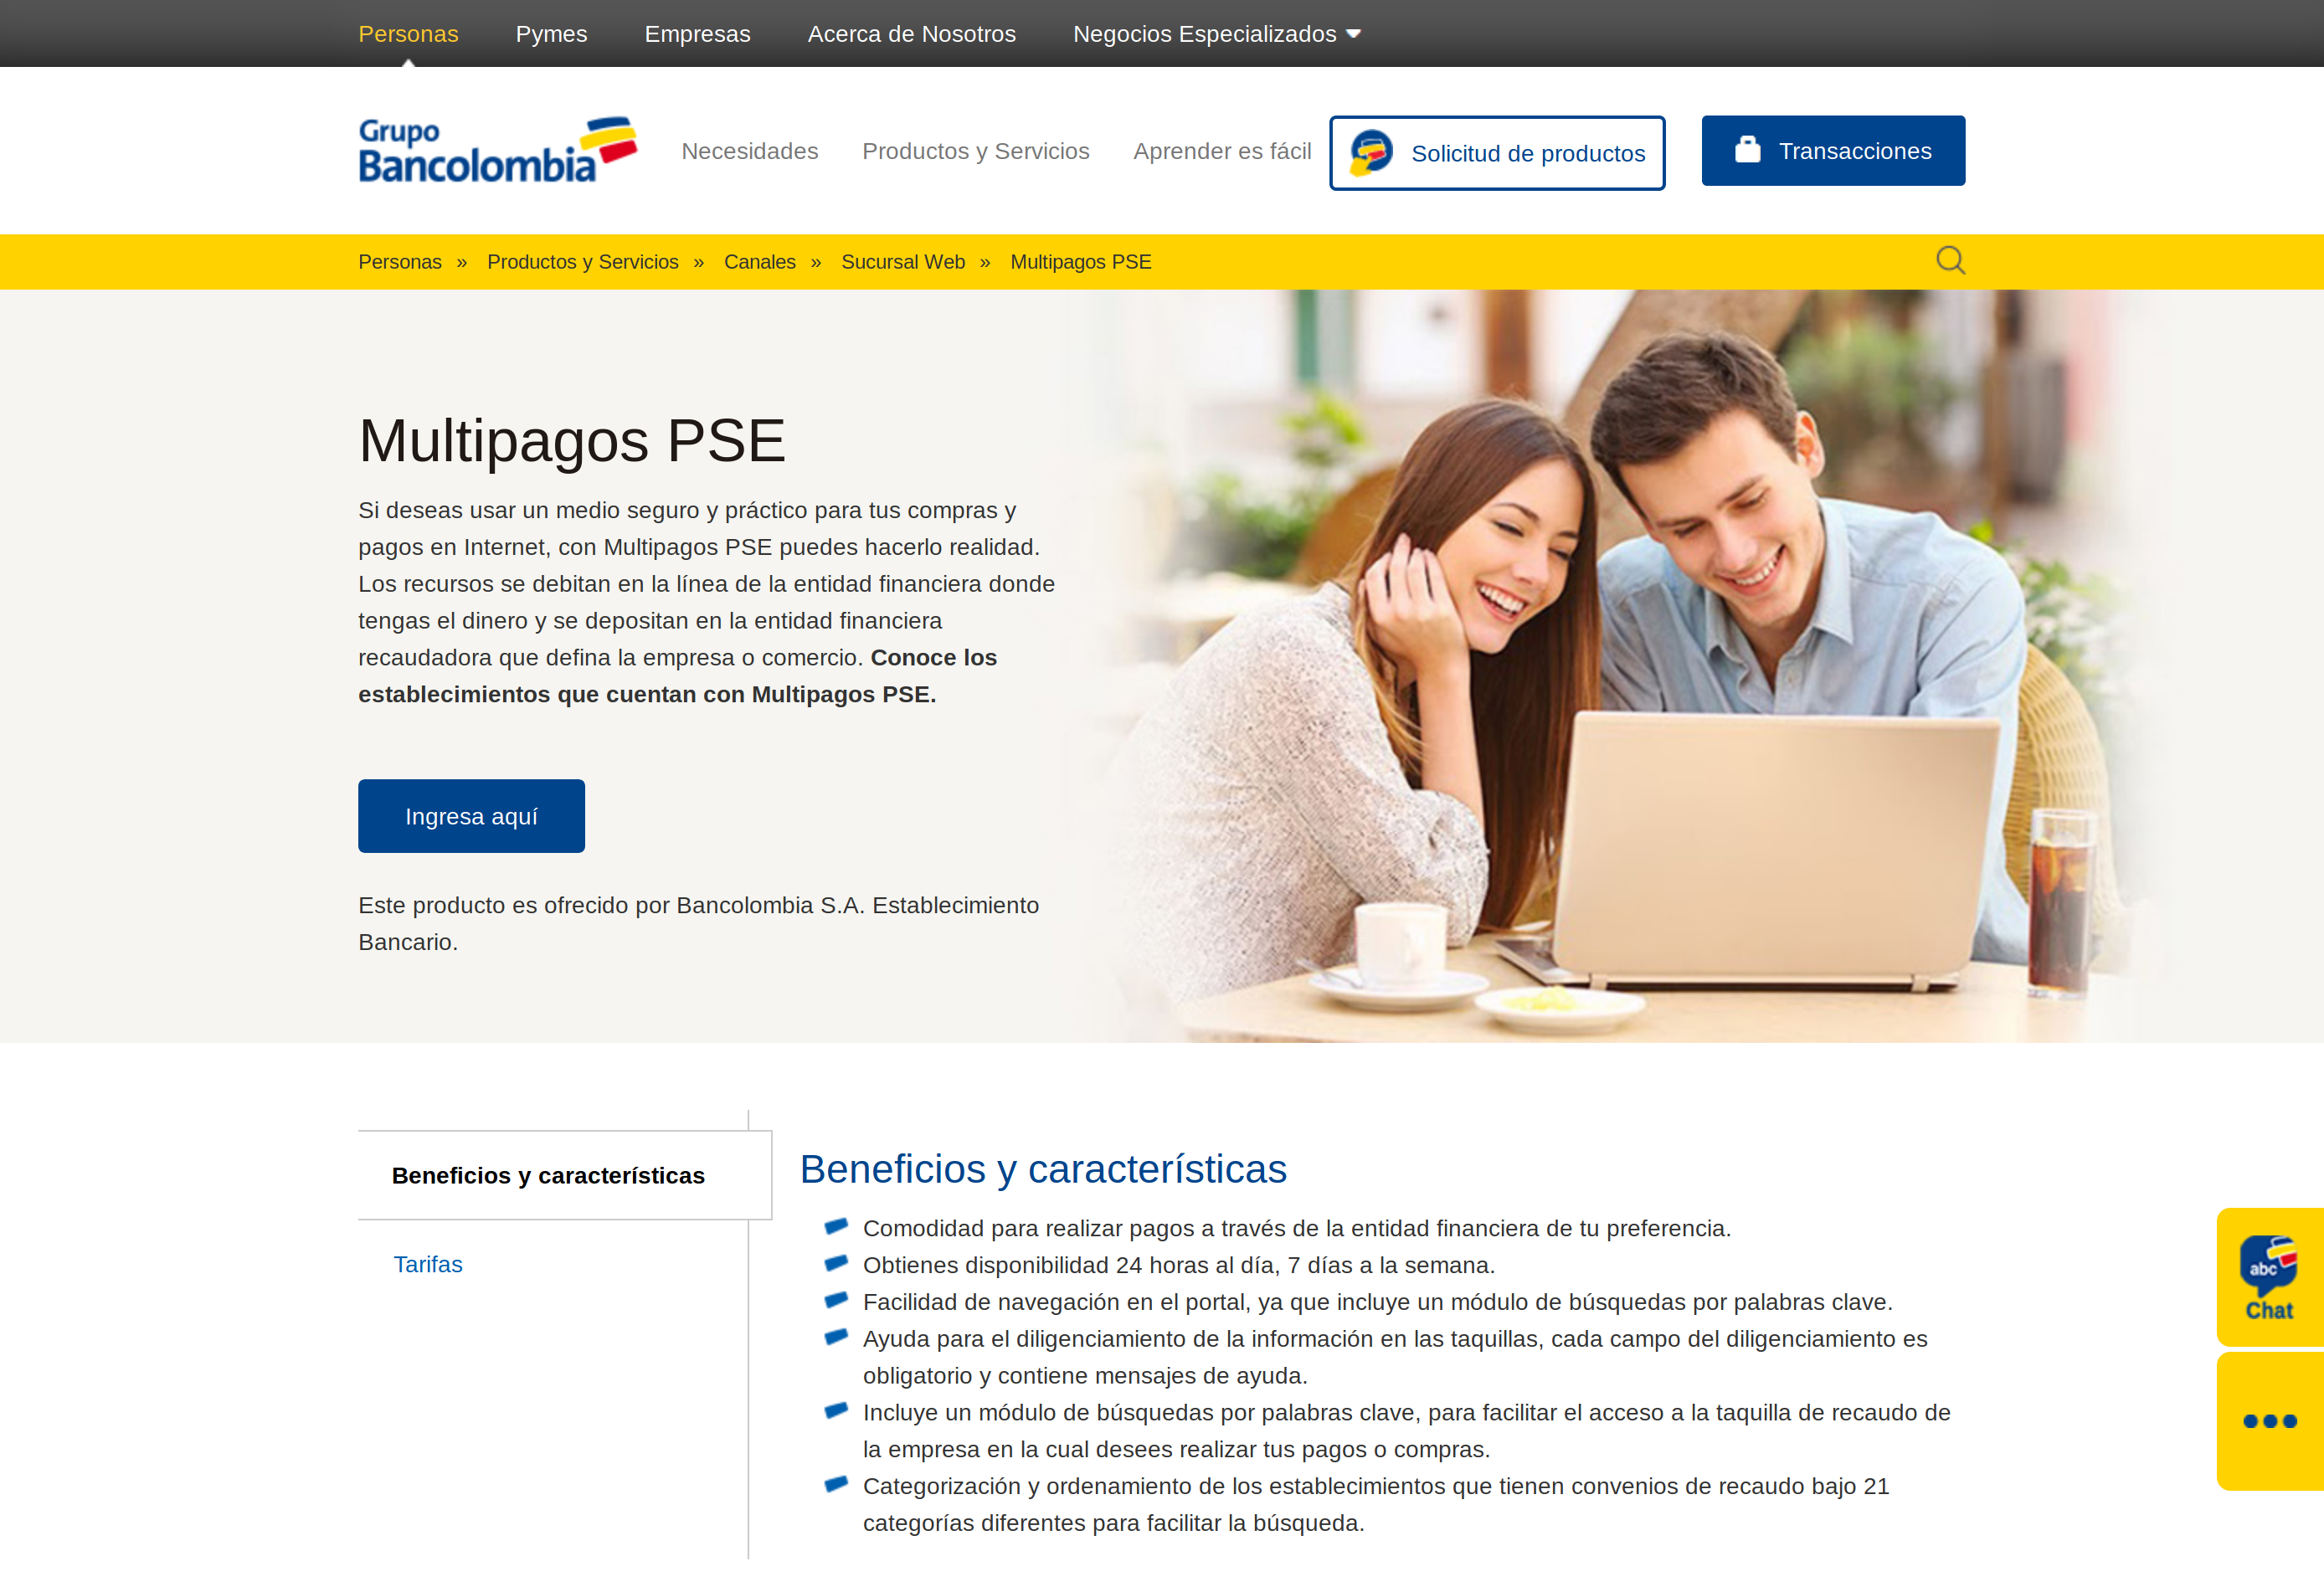 Personas Pymes Empresas Acerca de Nosotros Negocios Especializados
Grupo
Bancolombia
Necesidades Productos y Servicios Aprender es fácil Solicitud de productos Transacciones
Personas » Productos y Servicios » Canales » Sucursal Web » Multipagos PSE
Multipagos PSE
Si deseas usar un medio seguro y práctico para tus compras y
pagos en Internet, con Multipagos PSE puedes hacerlo realidad.
Los recursos se debitan en la línea de la entidad financiera donde
tengas el dinero y se depositan en la entidad financiera
recaudadora que defina la empresa o comercio. Conoce los
establecimientos que cuentan con Multipagos PSE.
Ingresa aquí
Este producto es ofrecido por Bancolombia S.A. Establecimiento
Bancario.
Beneficios y características
Tarifas
Beneficios y características
Comodidad para realizar pagos a través de la entidad financiera de tu preferencia.
Obtienes disponibilidad 24 horas al día, 7 días a la semana.
Facilidad de navegación en el portal, ya que incluye un módulo de búsquedas por palabras clave.
Ayuda para el diligenciamiento de la información en las taquillas, cada campo del diligenciamiento es
obligatorio y contiene mensajes de ayuda.
Incluye un módulo de búsquedas por palabras clave, para facilitar el acceso a la taquilla de recaudo de
la empresa en la cual desees realizar tus pagos o compras.
Categorización y ordenamiento de los establecimientos que tienen convenios de recaudo bajo 21
categorías diferentes para facilitar la búsqueda.
abc
Chat